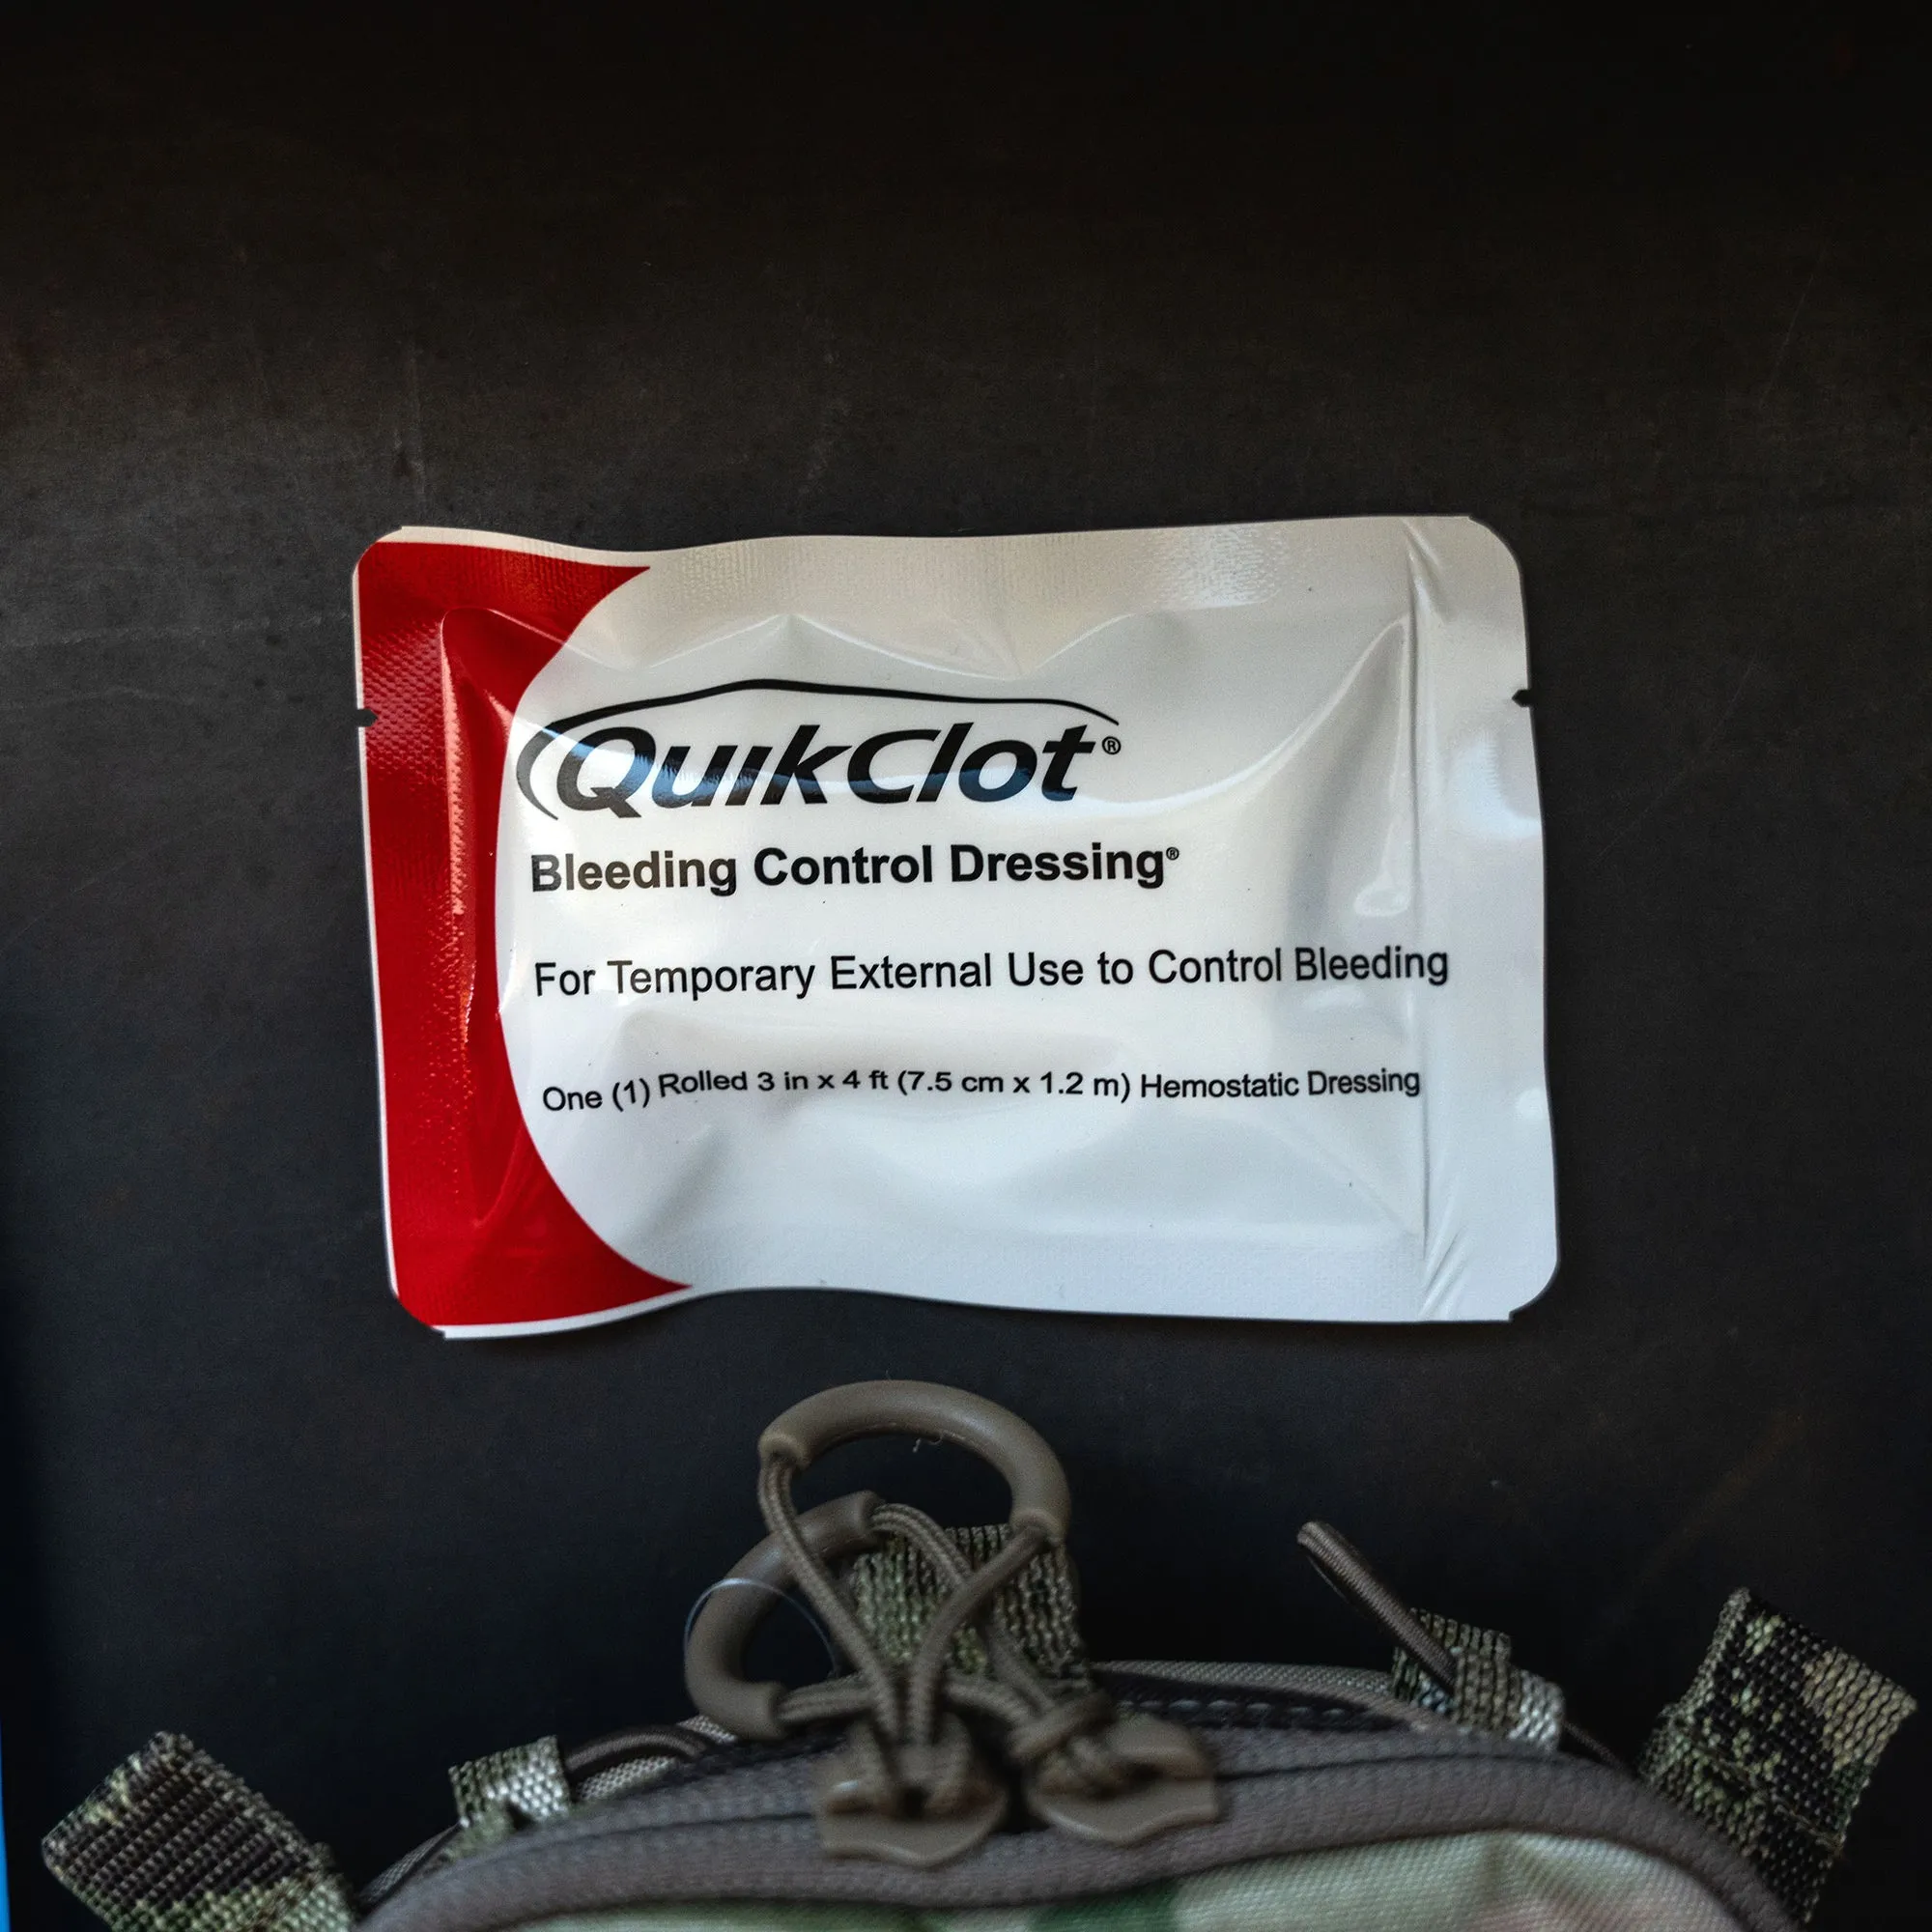 QuikClot®
Bleeding Control Dressing®
For Temporary External Use to Control Bleeding
One (1) Rolled 3 in x 4 ft (7.5 cm x 1.2 m) Hemostatic Dressing